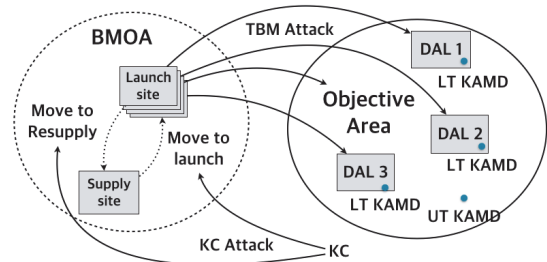 BMOA
TBM Attack
DAL 1
LT KAMD
Launch
site
Objective
Area
Move to
Resupply
Move to
launch
DAL 2
LT KAMD
DAL 3
LT KAMD
Supply
site
UT KAMD
KC Attack
KC